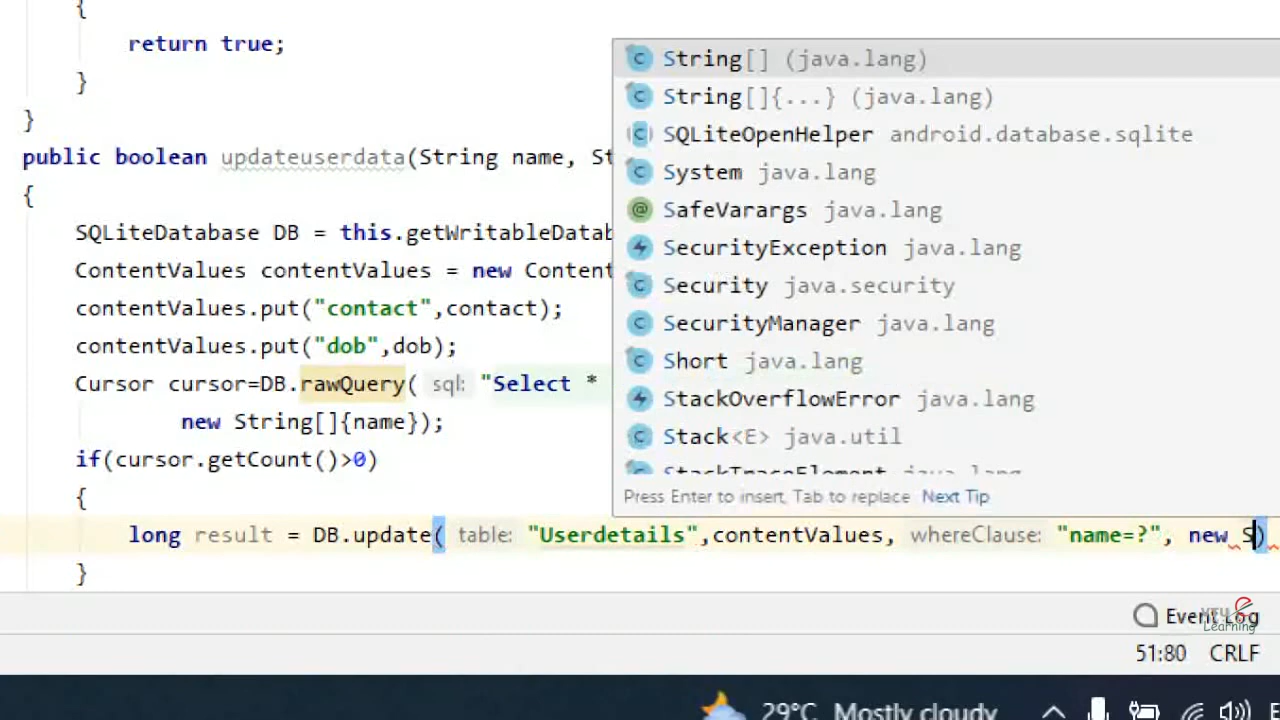 {
return true;
}
}
public boolean updateuserdata(String name, St
{
SQLiteDatabase DB = this.getWritableDatab
ContentValues contentValues = new Content
contentValues.put("contact",contact);
contentValues.put("dob",dob);
Cursor cursor=DB.rawQuery( sql: "Select *
new String[]{name});
if(cursor.getCount()>0)
{
long result = DB.update( table: "Userdetails",contentValues, whereClause: "name=?", new S)
}
String[] (java.lang)
String[]{...} (java.lang)
SQLiteOpenHelper android.database.sqlite
System java.lang
SafeVarargs java.lang
SecurityException java.lang
Security java.security
SecurityManager java.lang
Short java.lang
StackOverflowError java.lang
Stack<E> java.util
StackTraceElement java.lang
Press Enter to insert, Tab to replace Next Tip
Event Log
KTU
Learning
51:80 CRLF
29°C Mostly cloudy
E